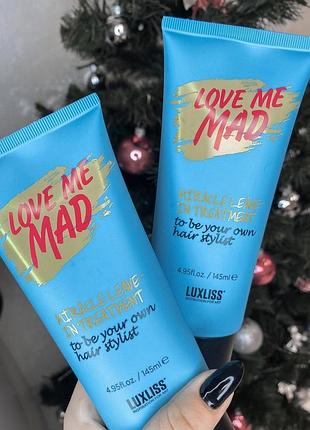 LOVE ME
MAD
MIRACLE LEAVE-
IN TREATMENT
to be your own
hair stylist
4.95fl.oz. / 145ml e
LUXLISS
LOVE ME
MAD
MIRACLE LEAVE-
IN TREATMENT
to be your own
hair stylist
4.95fl.oz. / 145ml e
LUXLISS